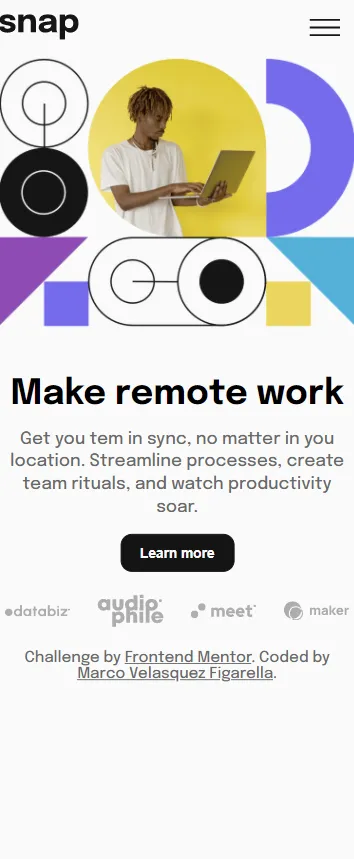 snap
Make remote work
Get you tem in sync, no matter in you
location. Streamline processes, create
team rituals, and watch productivity
soar.
Learn more
databiz
audiophile
meet
maker
Challenge by Frontend Mentor. Coded by
Marco Velasquez Figarella.